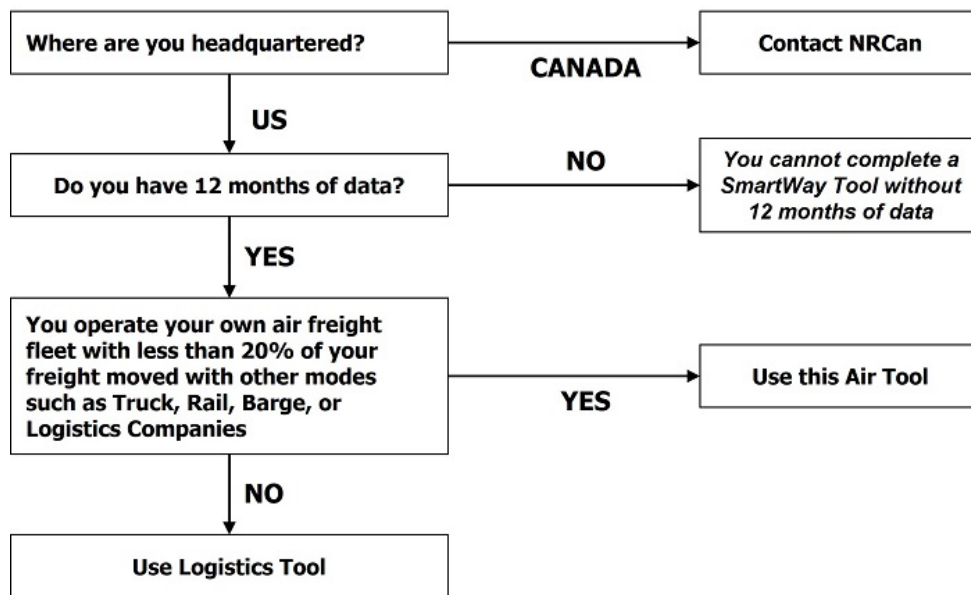 Where are you headquartered?
CANADA
Contact NRCan
US
Do you have 12 months of data?
NO
You cannot complete a
SmartWay Tool without
12 months of data
YES
You operate your own air freight
fleet with less than 20% of your
freight moved with other modes
such as Truck, Rail, Barge, or
Logistics Companies
YES
Use this Air Tool
NO
Use Logistics Tool